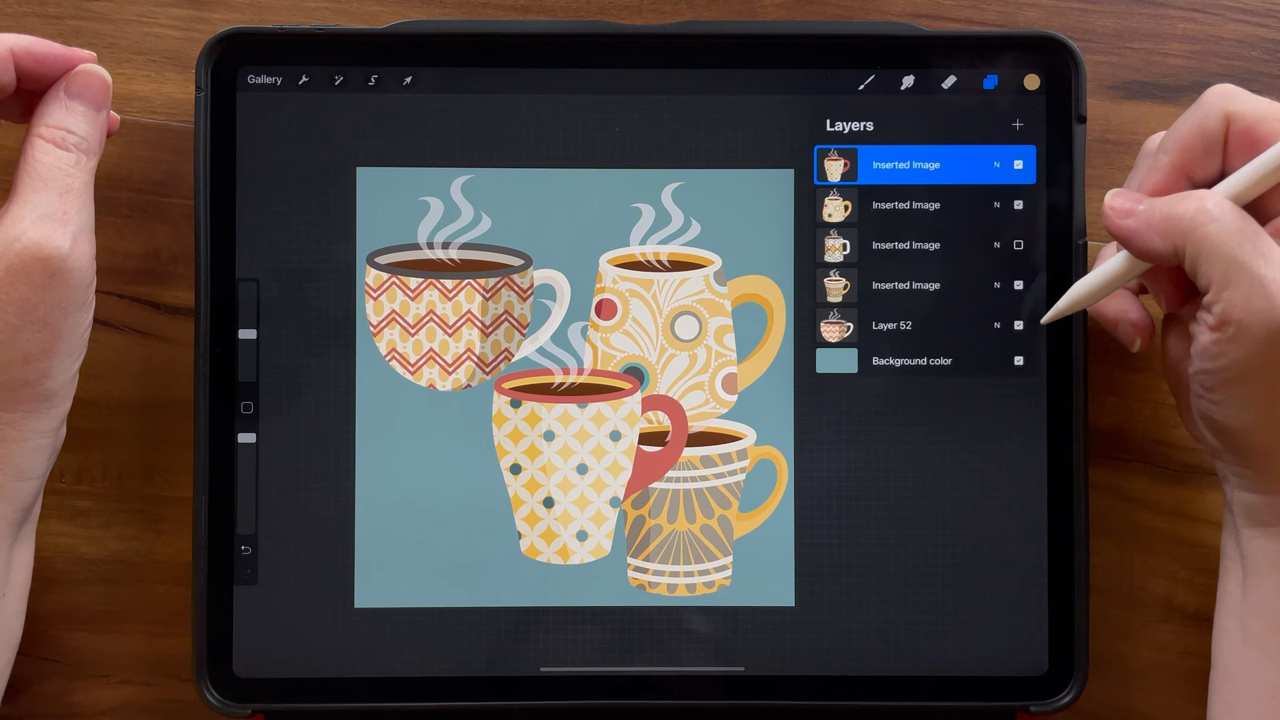 Gallery
Layers
Inserted Image N
Inserted Image N
Inserted Image N
Inserted Image N
Layer 52 N
Background color